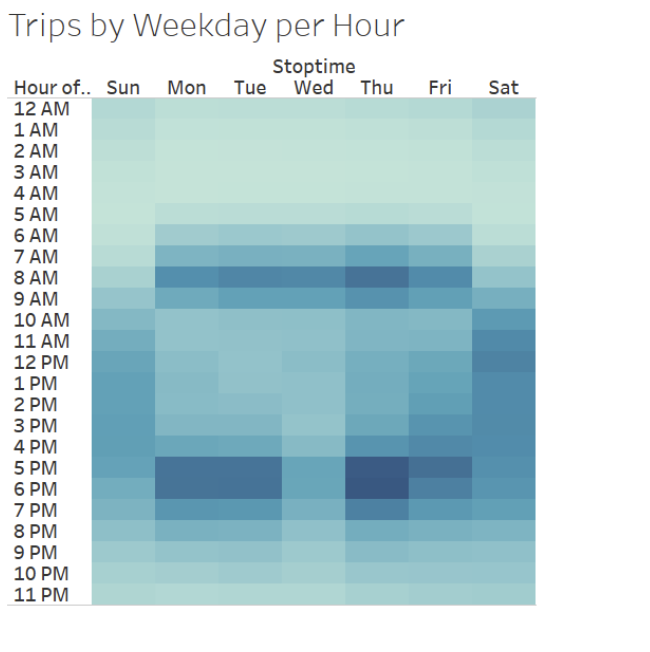 Trips by Weekday per Hour
Stoptime
Hour of.. Sun Mon Tue Wed Thu Fri Sat
12 AM
1 AM
2 AM
3 AM
4 AM
5 AM
6 AM
7 AM
8 AM
9 AM
10 AM
11 AM
12 PM
1 PM
2 PM
3 PM
4 PM
5 PM
6 PM
7 PM
8 PM
9 PM
10 PM
11 PM